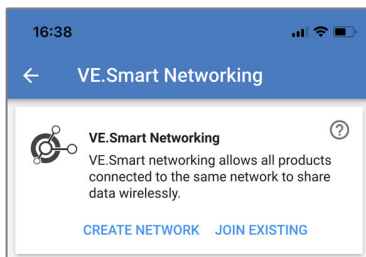 16:38
VE.Smart Networking
VE.Smart Networking
VE.Smart networking allows all products
connected to the same network to share
data wirelessly.
CREATE NETWORK JOIN EXISTING